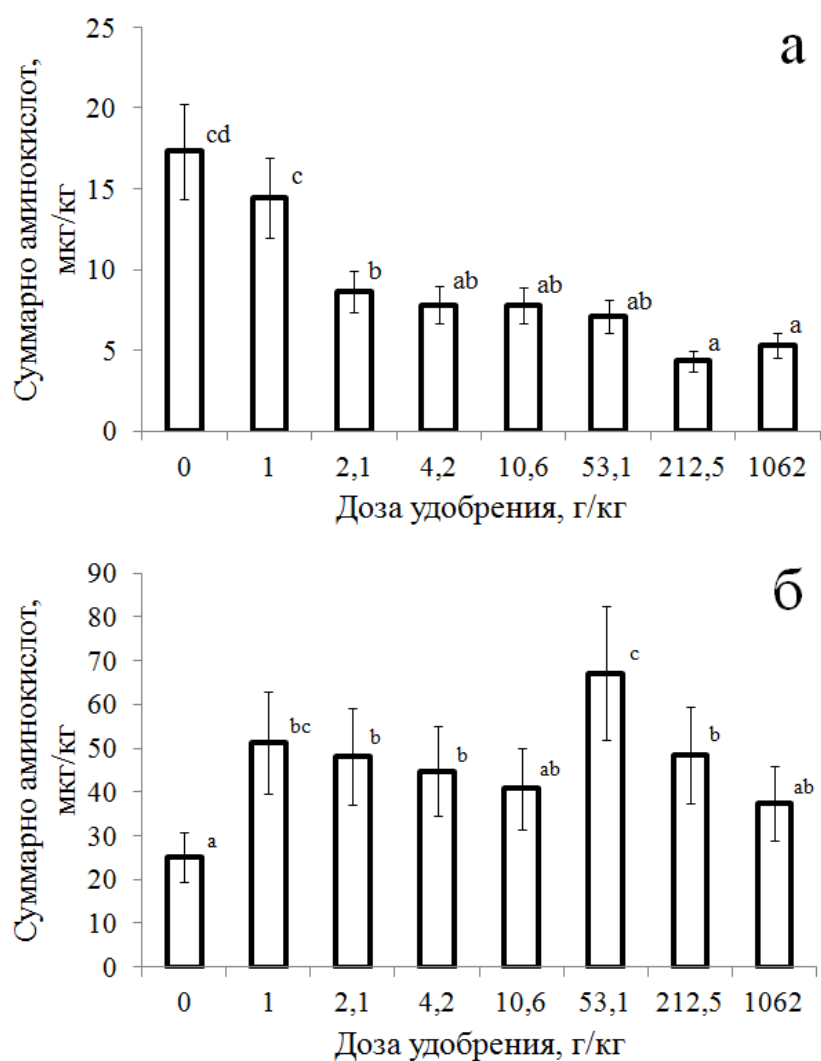 а
Суммарно аминокислот,
мкг/кг
25
20
15
10
5
0
cd
c
b
ab
ab
ab
a
a
0 1 2,1 4,2 10,6 53,1 212,5 1062
Доза удобрения, г/кг
б
Суммарно аминокислот,
мкг/кг
90
80
70
60
50
40
30
20
10
0
a
bc
b
b
ab
c
b
ab
0 1 2,1 4,2 10,6 53,1 212,5 1062
Доза удобрения, г/кг